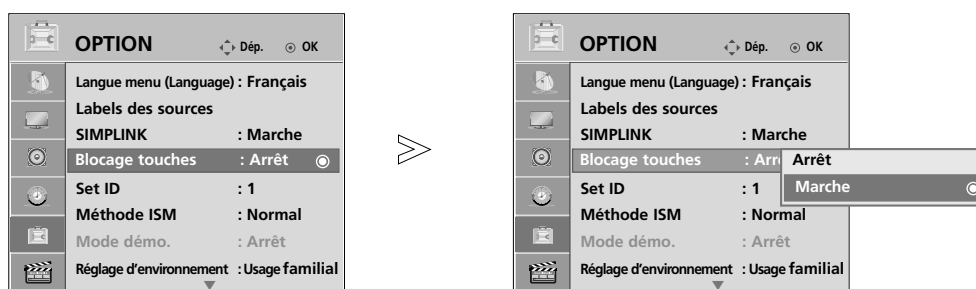 OPTION Dép. OK
Langue menu (Language) : Français
Labels des sources
SIMPLINK : Marche
Blocage touches : Arrêt
Set ID : 1
Méthode ISM : Normal
Mode démo. : Arrêt
Réglage d’environnement : Usage familial
OPTION Dép. OK
Langue menu (Language) : Français
Labels des sources
SIMPLINK : Marche
Blocage touches
Arrêt
Set ID : 1
Marche
Méthode ISM : Normal
Mode démo. : Arrêt
Réglage d’environnement : Usage familial